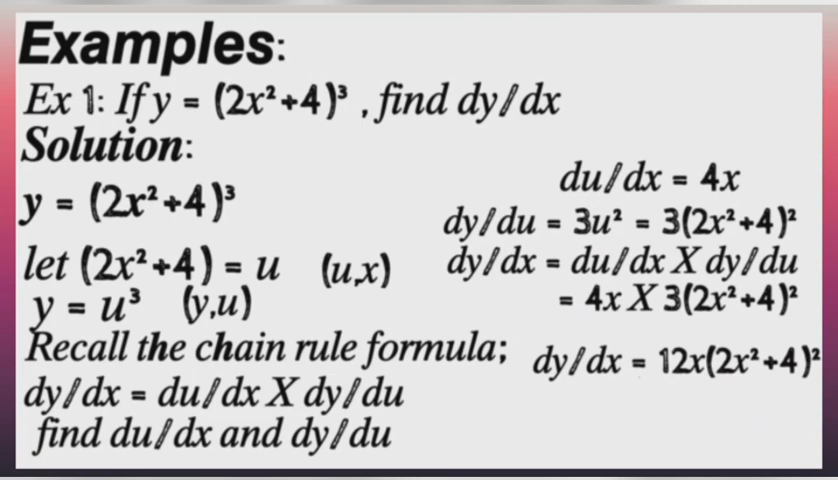 Examples:
Ex 1: If y = (2x²+4)³ , find dy/dx
Solution:
y = (2x²+4)³
let (2x²+4) = u (u,x)
y = u³ (y,u)
Recall the chain rule formula;
dy/dx = du/dx X dy/du
find du/dx and dy/du
du/dx = 4x
dy/du = 3u² = 3(2x²+4)²
dy/dx = du/dx X dy/du
= 4x X 3(2x²+4)²
dy/dx = 12x(2x²+4)²